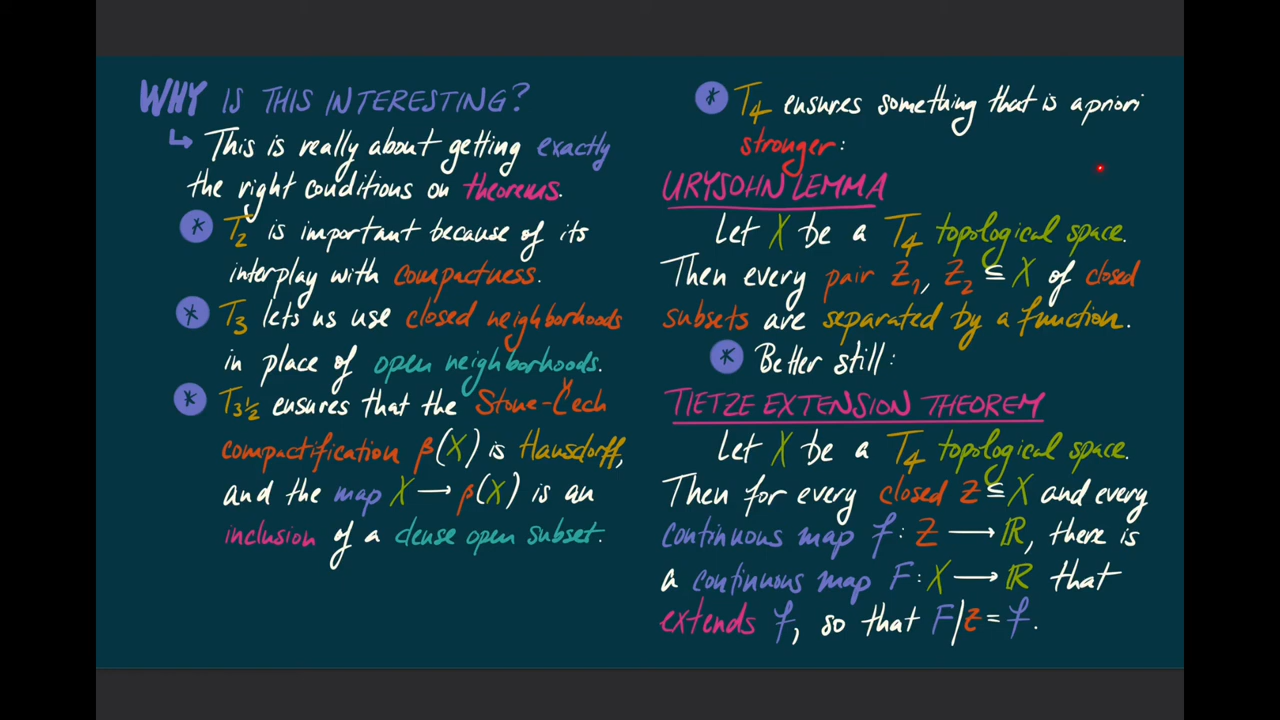 WHY IS THIS INTERESTING?
↳ This is really about getting exactly
the right conditions on theorems.
* T₂ is important because of its
interplay with compactness.
* T₃ lets us use closed neighborhoods
in place of open neighborhoods.
* T₃½ ensures that the Stone-Čech
compactification β(X) is Hausdorff,
and the map X → β(X) is an
inclusion of a dense open subset.
* T₄ ensures something that is a priori
stronger:
URYSOHN LEMMA
Let X be a T₄ topological space.
Then every pair Z₁, Z₂ ⊆ X of closed
subsets are separated by a function.
* Better still:
TIETZE EXTENSION THEOREM
Let X be a T₄ topological space.
Then for every closed Z ⊆ X and every
continuous map f: Z → ℝ, there is
a continuous map F: X → ℝ that
extends f, so that F|Z = f.